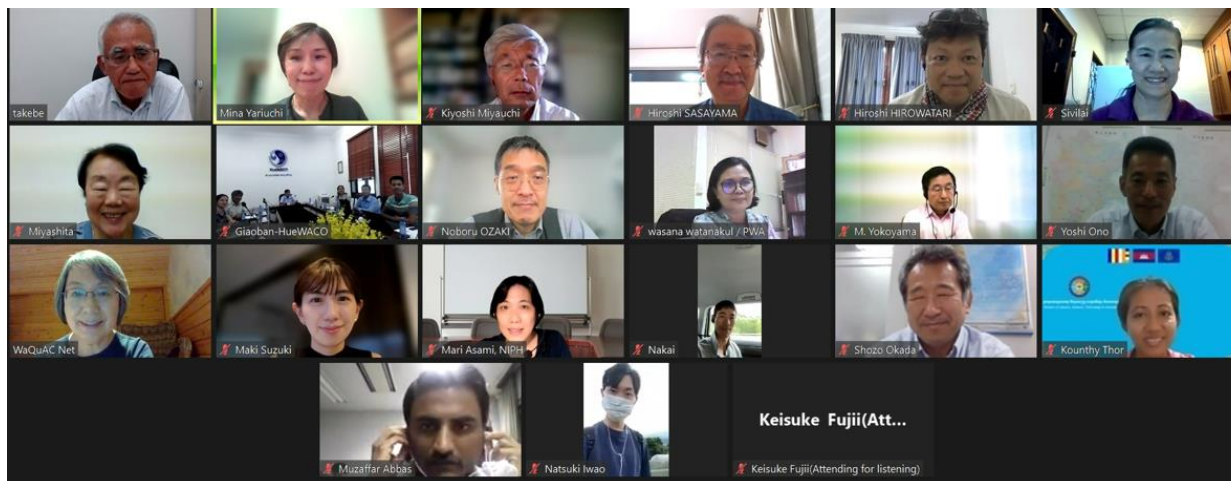 takebe
Mina Yariuchi
Kiyoshi Miyauchi
Hiroshi SASAYAMA
Hiroshi HIROWATARI
Sivilai
Miyashita
Giaoban-HueWACO
Noboru OZAKI
wasana watanakul / PWA
M. Yokoyama
Yoshi Ono
WaQuAC Net
Maki Suzuki
Mari Asami, NIPH
Nakai
Shozo Okada
Kounthy Thor
Keisuke Fujii(Att...
Muzaffar Abbas
Natsuki Iwao
Keisuke Fujii(Attending for listening)